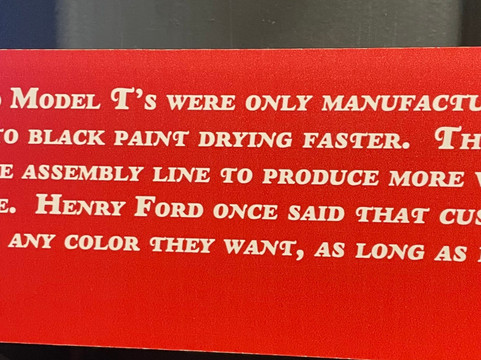 MODEL T'S WERE ONLY MANUFACTU
TO BLACK PAINT DRYING FASTER. TH
E ASSEMBLY LINE TO PRODUCE MORE
E. HENRY FORD ONCE SAID THAT CUS
ANY COLOR THEY WANT, AS LONG AS